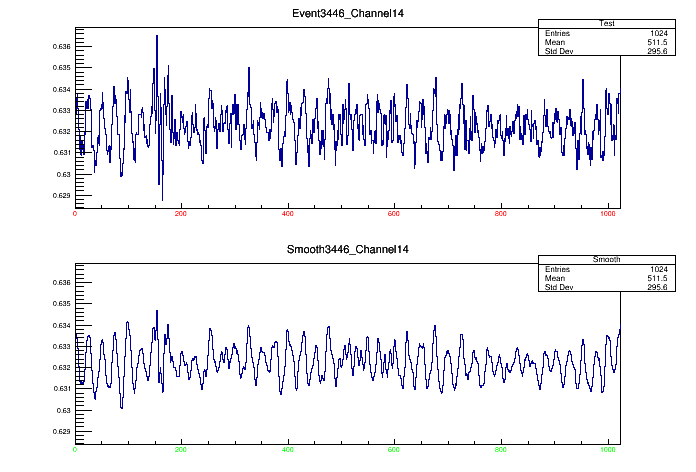 Event3446_Channel14
Test
Entries 1024
Mean 511.5
Std Dev 295.6
0.636
0.635
0.634
0.633
0.632
0.631
0.63
0.629
0 200 400 600 800 1000
Smooth3446_Channel14
Smooth
Entries 1024
Mean 511.5
Std Dev 295.6
0.636
0.635
0.634
0.633
0.632
0.631
0.63
0.629
0 200 400 600 800 1000